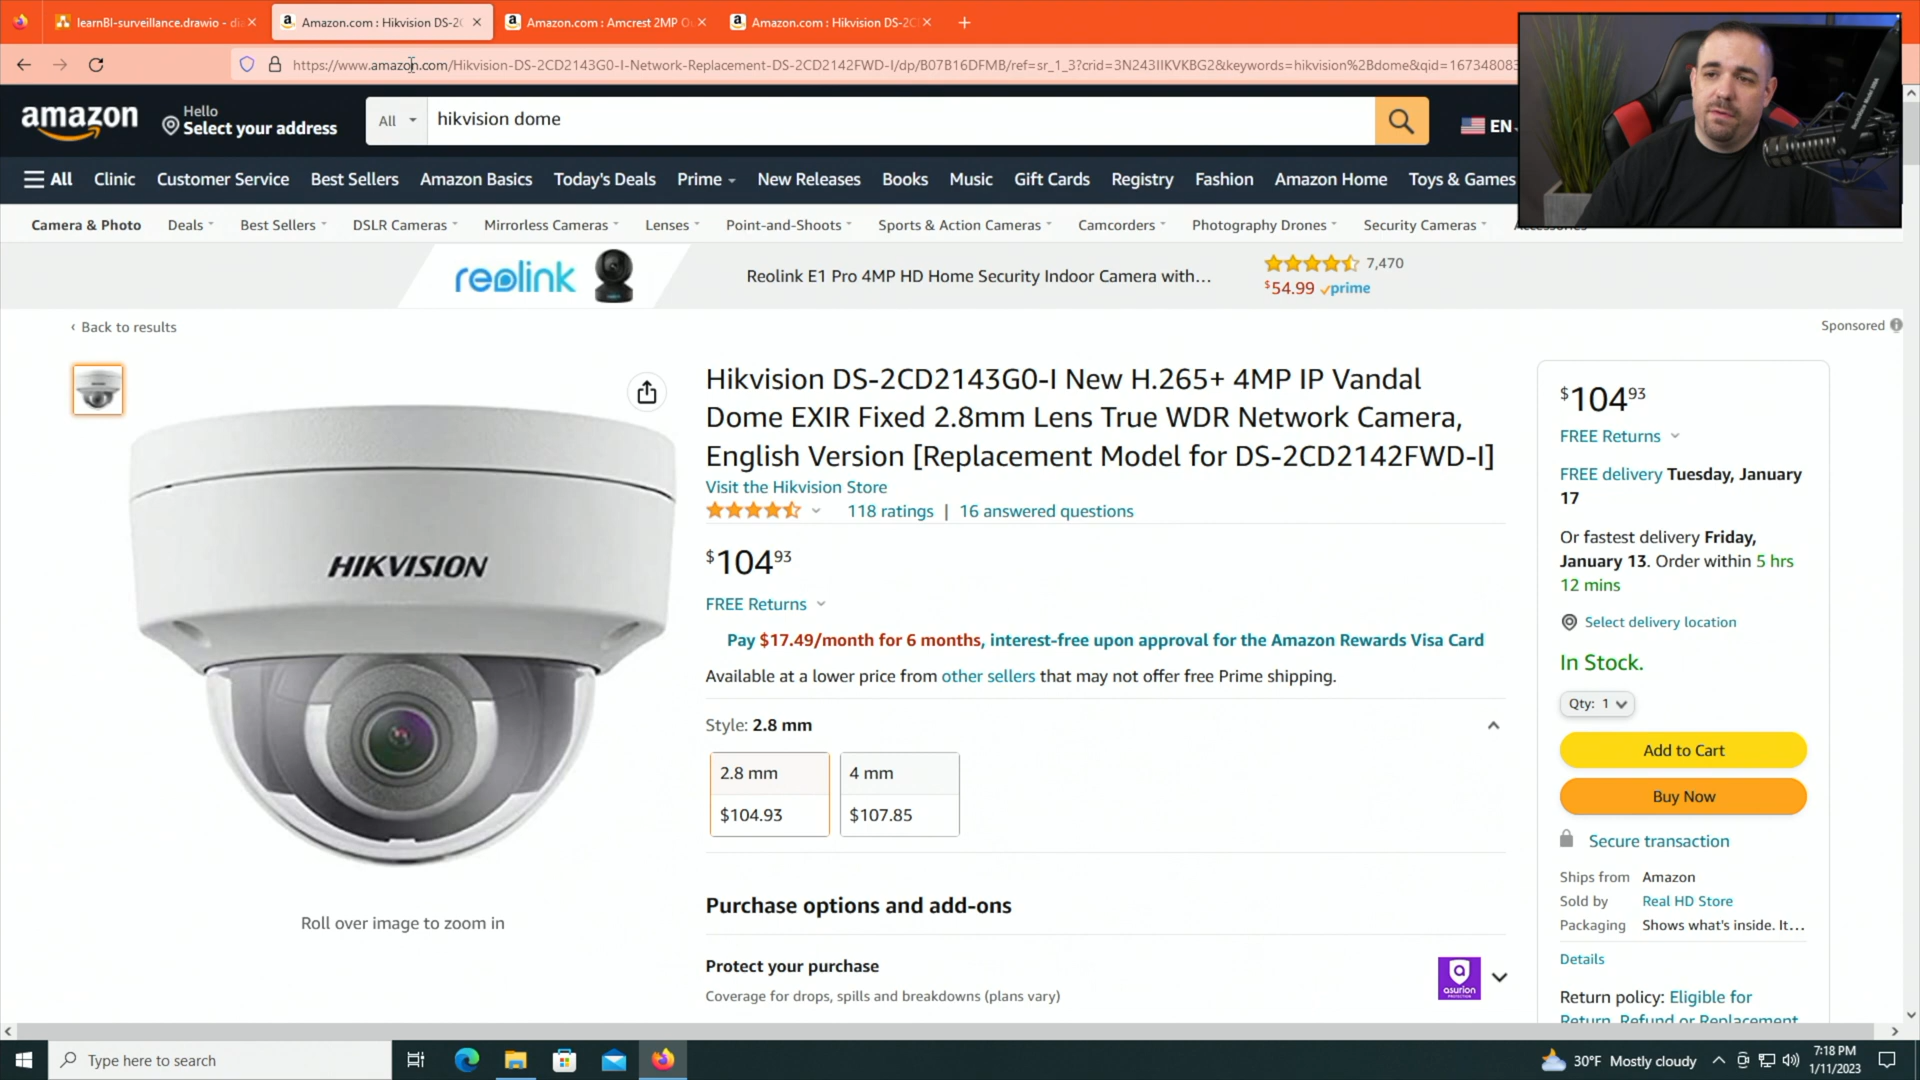 learnBI-surveillance.drawio - di
Amazon.com : Hikvision DS-2C
Amazon.com : Amcrest 2MP O
Amazon.com : Hikvision DS-2C
https://www.amazon.com/Hikvision-DS-2CD2143G0-I-Network-Replacement-DS-2CD2142FWD-I/dp/B07B16DFMB/ref=sr_1_3?crid=3N243IIKVKBG2&keywords=hikvision%2Bdome&qid=167348083
amazon
Hello
Select your address
All
hikvision dome
EN
All
Clinic
Customer Service
Best Sellers
Amazon Basics
Today's Deals
Prime
New Releases
Books
Music
Gift Cards
Registry
Fashion
Amazon Home
Toys & Games
Camera & Photo
Deals
Best Sellers
DSLR Cameras
Mirrorless Cameras
Lenses
Point-and-Shoots
Sports & Action Cameras
Camcorders
Photography Drones
Security Cameras
Accessories
reolink
Reolink E1 Pro 4MP HD Home Security Indoor Camera with...
7,470
$54.99 prime
‹ Back to results
Sponsored
HIKVISION
Roll over image to zoom in
Hikvision DS-2CD2143G0-I New H.265+ 4MP IP Vandal
Dome EXIR Fixed 2.8mm Lens True WDR Network Camera,
English Version [Replacement Model for DS-2CD2142FWD-I]
Visit the Hikvision Store
118 ratings | 16 answered questions
$104 93
FREE Returns
Pay $17.49/month for 6 months, interest-free upon approval for the Amazon Rewards Visa Card
Available at a lower price from other sellers that may not offer free Prime shipping.
Style: 2.8 mm
2.8 mm
$104.93
4 mm
$107.85
Purchase options and add-ons
Protect your purchase
Coverage for drops, spills and breakdowns (plans vary)
asurion
$104 93
FREE Returns
FREE delivery Tuesday, January
17
Or fastest delivery Friday,
January 13. Order within 5 hrs
12 mins
Select delivery location
In Stock.
Qty: 1
Add to Cart
Buy Now
Secure transaction
Ships from Amazon
Sold by Real HD Store
Packaging Shows what's inside. It...
Details
Return policy: Eligible for
Return, Refund or Replacement
Type here to search
30°F Mostly cloudy
7:18 PM
1/11/2023